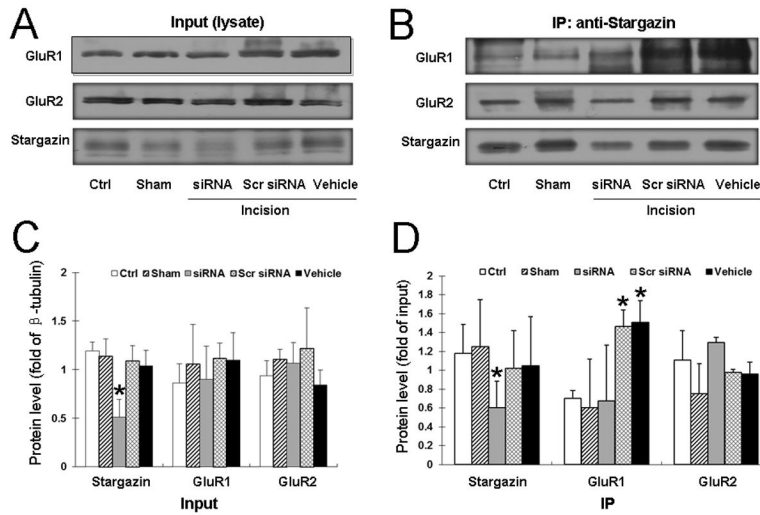 A
Input (lysate)
GluR1
GluR2
Stargazin
Ctrl Sham siRNA Scr siRNA Vehicle
Incision
B
IP: anti-Stargazin
GluR1
GluR2
Stargazin
Ctrl Sham siRNA Scr siRNA Vehicle
Incision
C
Protein level (fold of β-tubulin)
Ctrl Sham siRNA Scr siRNA Vehicle
2
1.5
1
0.5
0
*
Stargazin GluR1 GluR2
Input
D
Protein level (fold of input)
Ctrl Sham siRNA Scr siRNA Vehicle
2
1.8
1.6
1.4
1.2
1
0.8
0.6
0.4
0.2
0
* * *
Stargazin GluR1 GluR2
IP